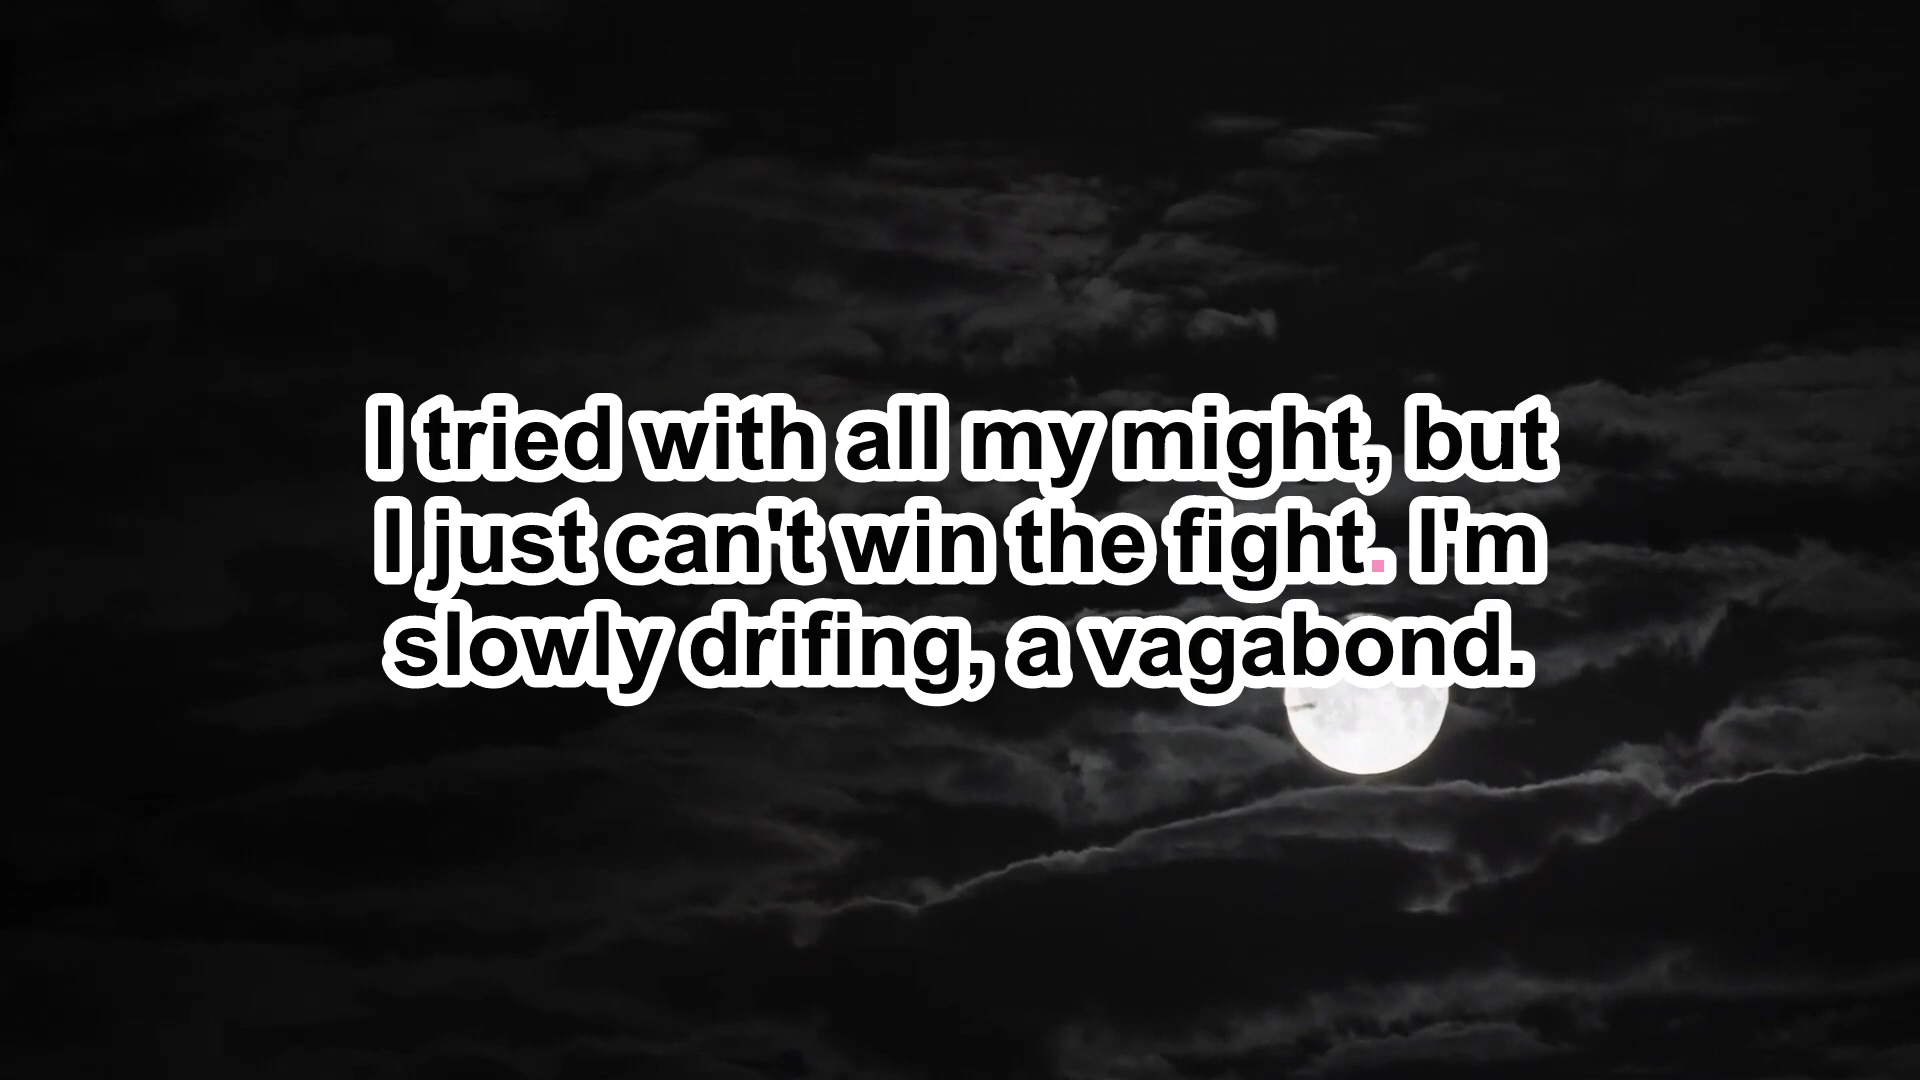 I tried with all my might, but
I just can't win the fight. I'm
slowly drifing, a vagabond.